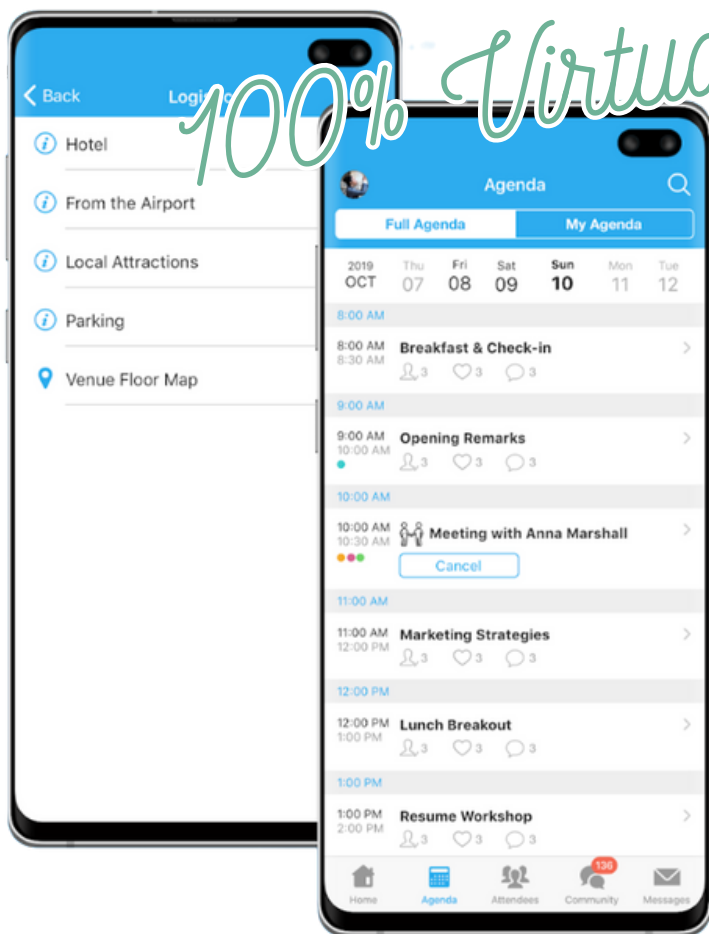 100% Virtua
Back
Hotel
From the Airport
Local Attractions
Parking
Venue Floor Map
Agenda
Full Agenda
My Agenda
2019 Thu Fri Sat Sun Mon Tue
OCT 07 08 09 10 11 12
8:00 AM
8:00 AM Breakfast & Check-in
8:30 AM 3 3 3
9:00 AM
9:00 AM Opening Remarks
10:00 AM 3 3 3
10:00 AM
10:00 AM Meeting with Anna Marshall
10:30 AM Cancel
11:00 AM
11:00 AM Marketing Strategies
12:00 PM 3 3 3
12:00 PM
12:00 PM Lunch Breakout
1:00 PM 3 3 3
1:00 PM
1:00 PM Resume Workshop
2:00 PM 3 3 3
136
Home Agenda Attendees Community Messages